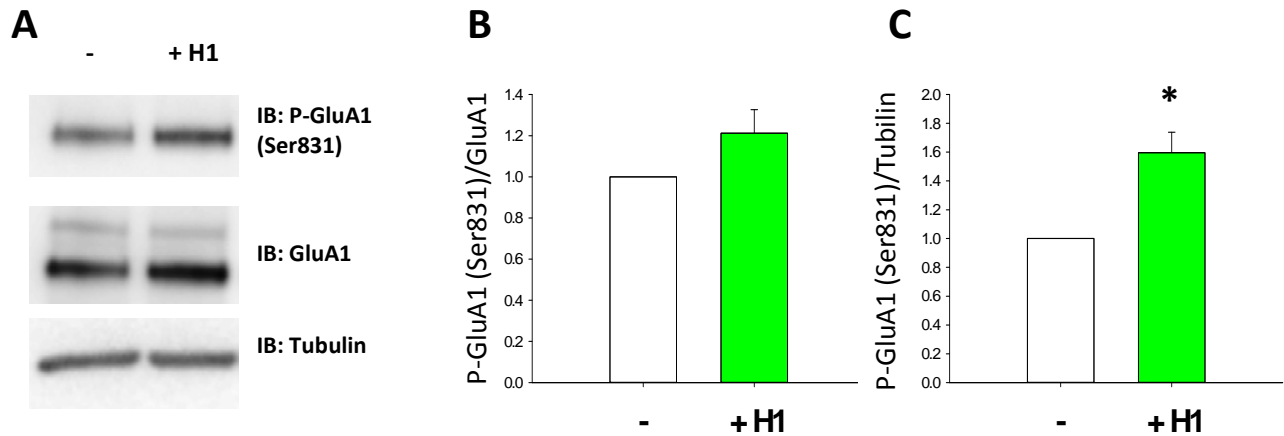 A
- + H1
IB: P-GluA1
(Ser831)
IB: GluA1
IB: Tubulin
B
P-GluA1 (Ser831)/GluA1
1.4
1.2
1.0
0.8
0.6
0.4
0.2
0.0
- + H1
C
P-GluA1 (Ser831)/Tubilin
2.0
1.8
1.6
1.4
1.2
1.0
0.8
0.6
0.4
0.2
0.0
*
- + H1